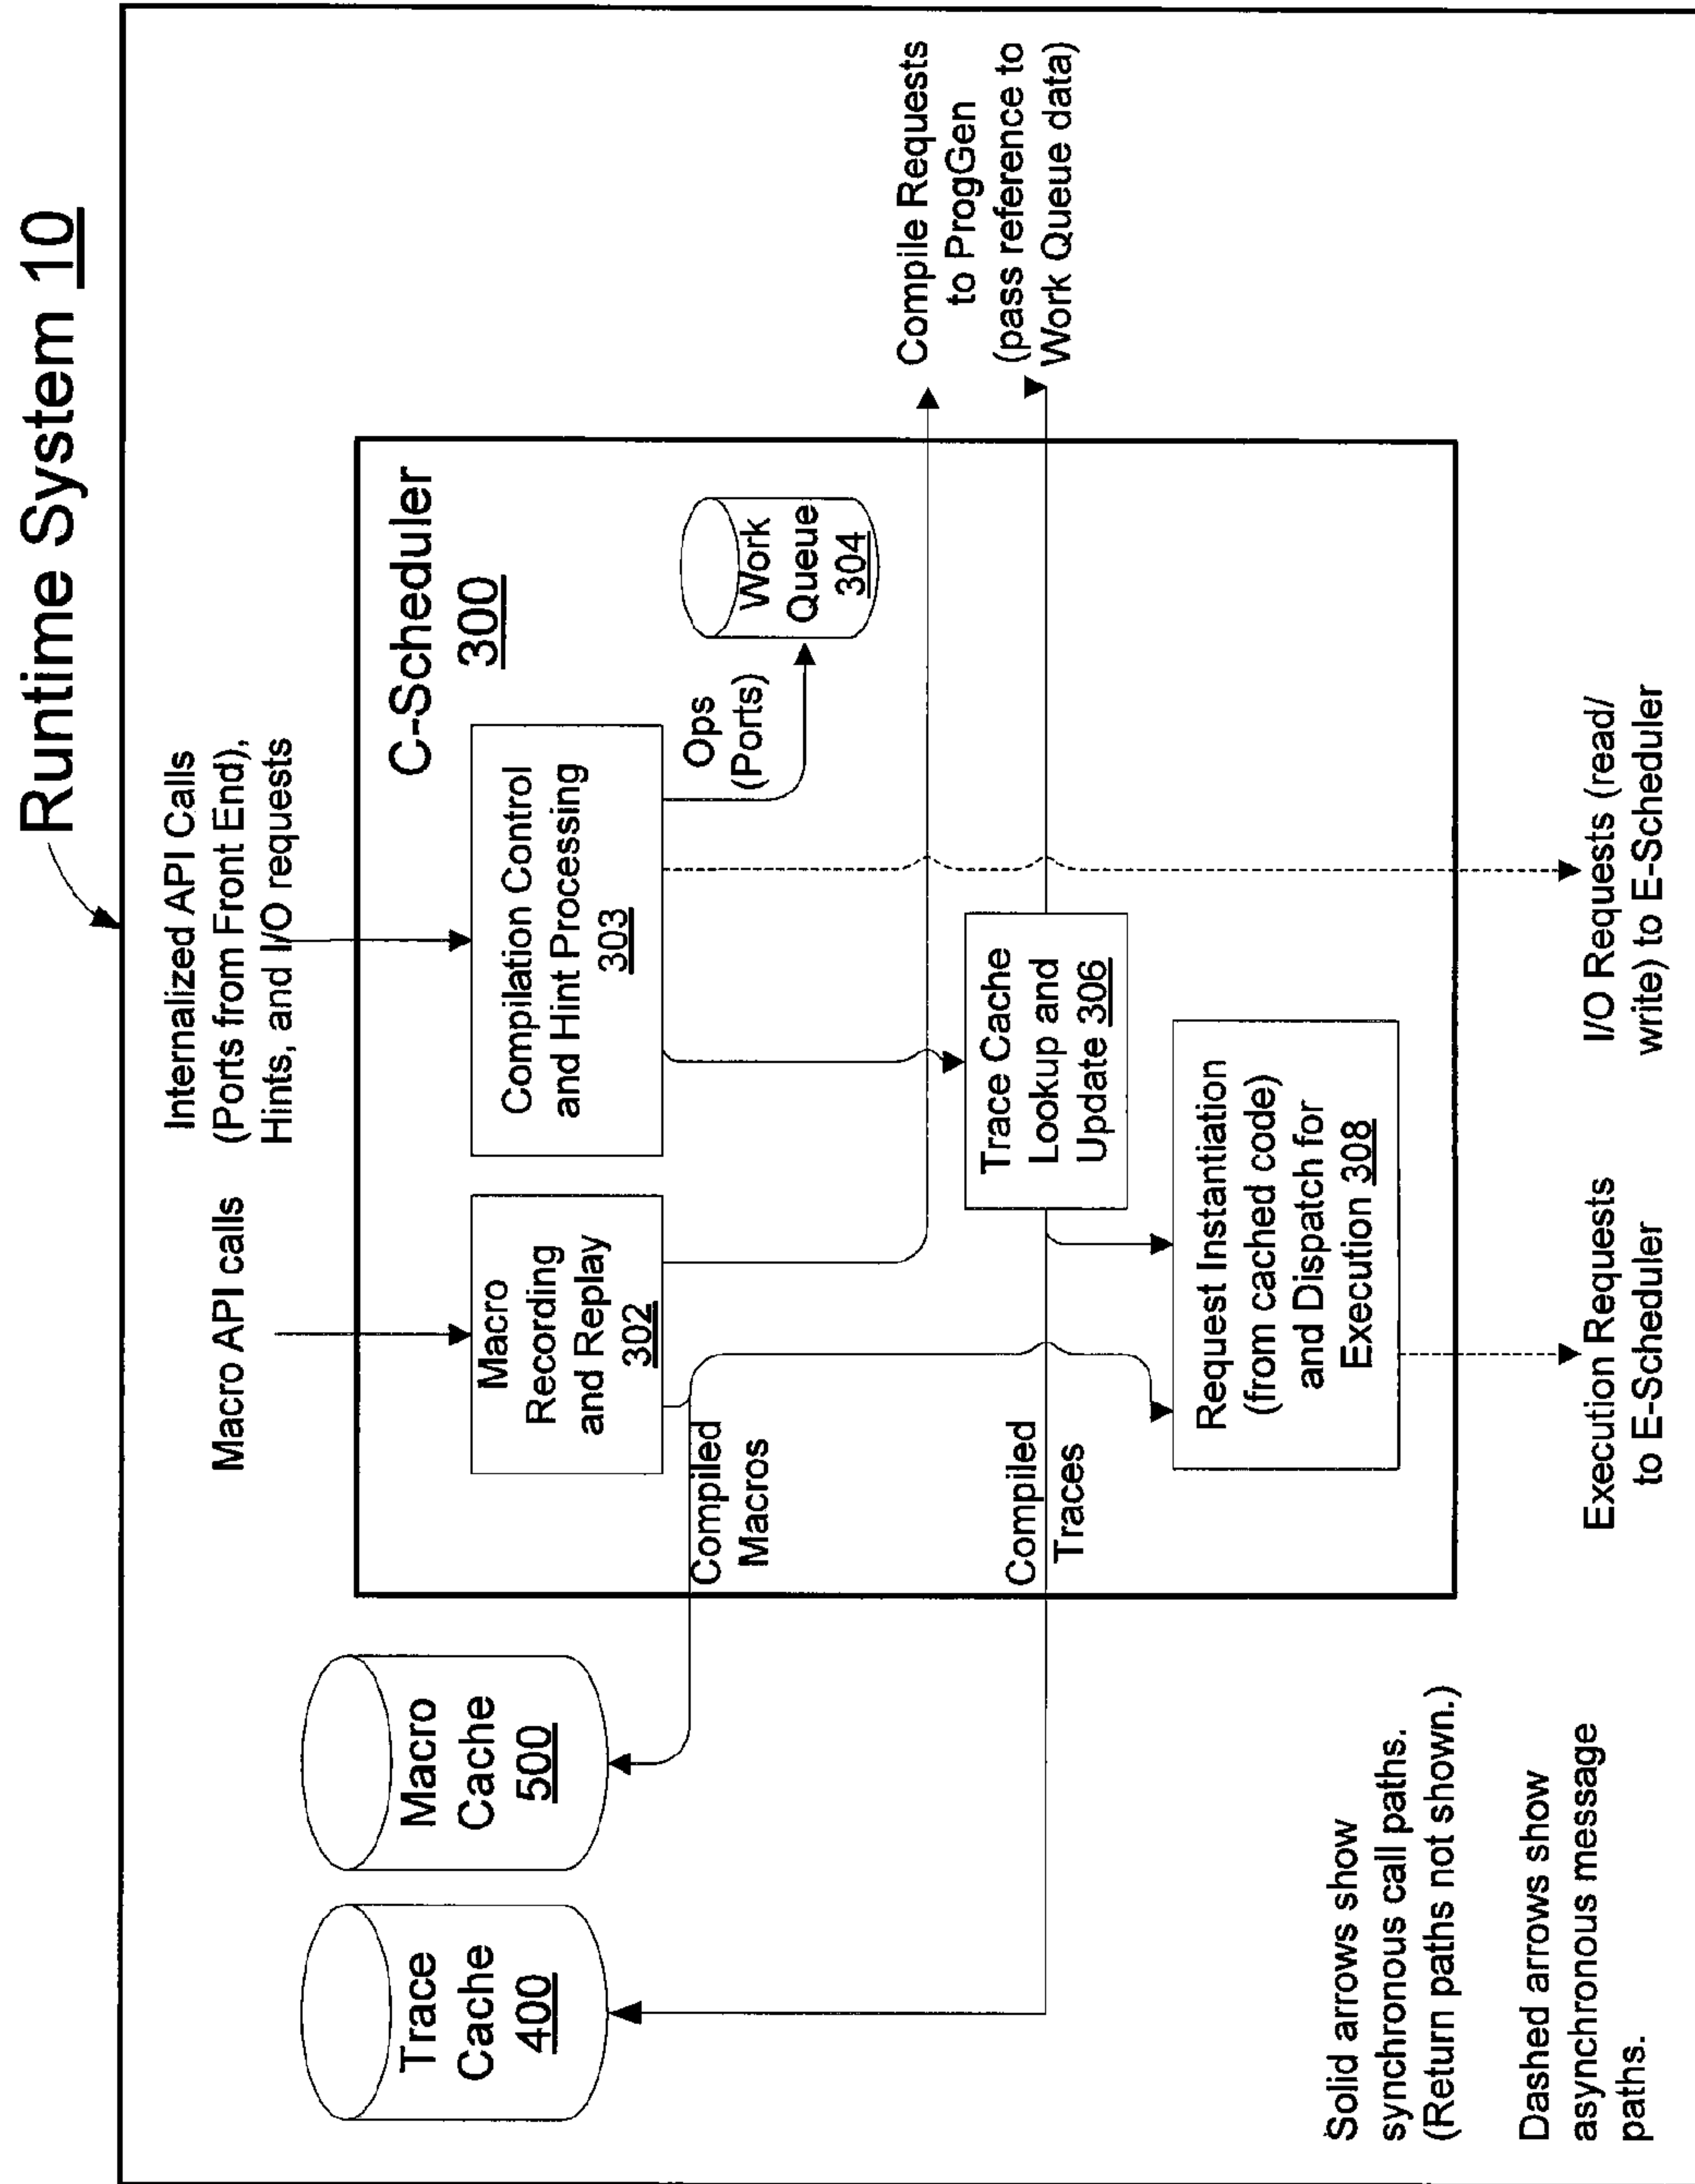 Runtime System 10
Internalized API Calls
(Ports from Front End),
Hints, and I/O requests
Macro API calls
C-Scheduler
300
Trace
Cache
400
Macro
Cache
500
Macro
Recording
and Replay
302
Compilation Control
and Hint Processing
303
Ops
(Ports)
Work
Queue
304
Compiled
Macros
Compile Requests
to ProgGen
(pass reference to
Work Queue data)
Compiled
Traces
Trace Cache
Lookup and
Update 306
Request Instantiation
(from cached code)
and Dispatch for
Execution 308
Solid arrows show
synchronous call paths.
(Return paths not shown.)
Dashed arrows show
asynchronous message
paths.
Execution Requests
to E-Scheduler
I/O Requests (read/
write) to E-Scheduler